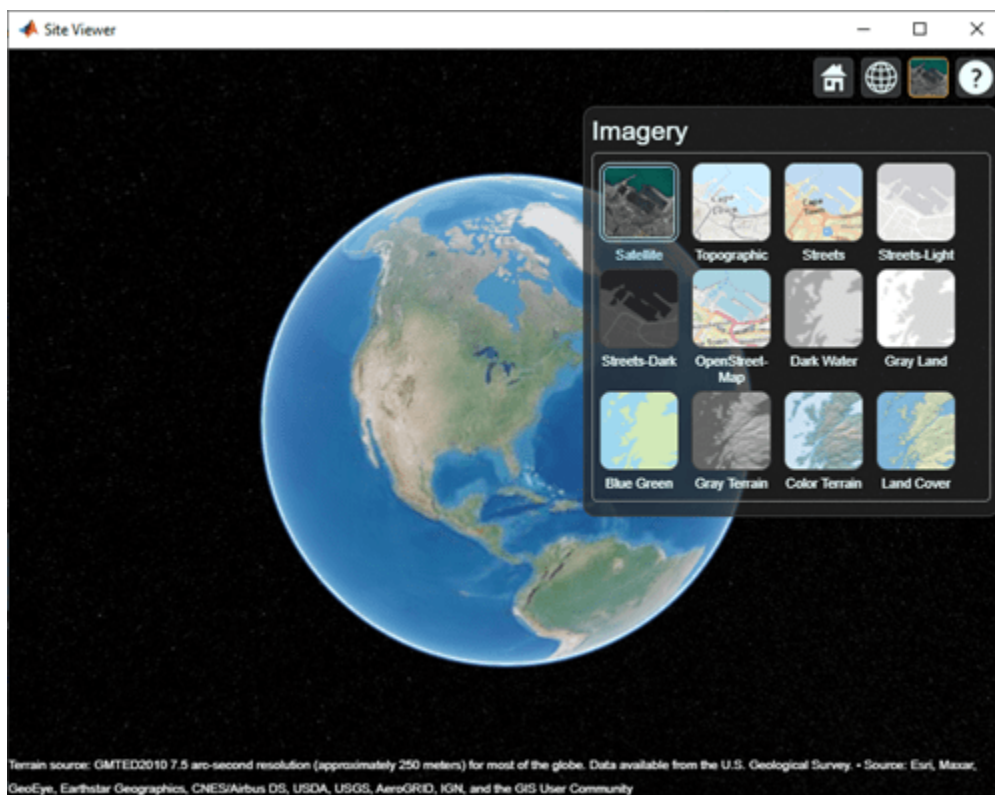 Site Viewer
?
Imagery
Satellite Topographic Streets Streets-Light
Streets-Dark OpenStreet-Map Dark Water Gray Land
Blue Green Gray Terrain Color Terrain Land Cover
Terrain source: GMTED2010 7.5 arc-second resolution (approximately 250 meters) for most of the globe. Data available from the U.S. Geological Survey. • Source: Esri, Maxar,
GeoEye, Earthstar Geographics, CNES/Airbus DS, USDA, USGS, AeroGRID, IGN, and the GIS User Community